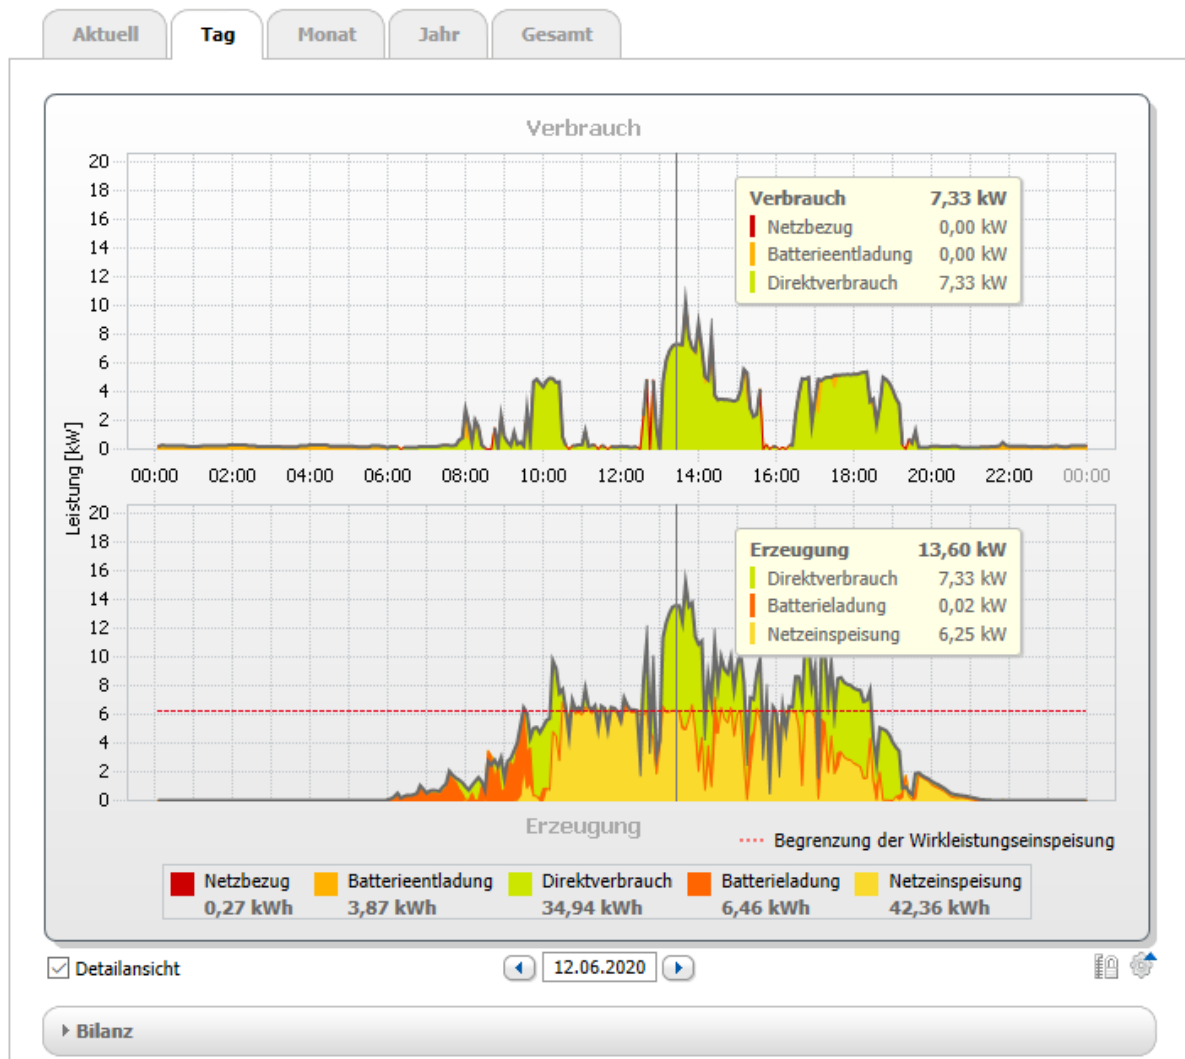 Aktuell Tag Monat Jahr Gesamt
Verbrauch
20
18
16
14
12
10
8
6
4
2
0
Verbrauch 7,33 kW
Netzbezug 0,00 kW
Batterieentladung 0,00 kW
Direktverbrauch 7,33 kW
Leistung [kW]
00:00 02:00 04:00 06:00 08:00 10:00 12:00 14:00 16:00 18:00 20:00 22:00 00:00
20
18
16
14
12
10
8
6
4
2
0
Erzeugung 13,60 kW
Direktverbrauch 7,33 kW
Batterieladung 0,02 kW
Netzeinspeisung 6,25 kW
Erzeugung
Begrenzung der Wirkleistungseinspeisung
Netzbezug Batterieentladung Direktverbrauch Batterieladung Netzeinspeisung
0,27 kWh 3,87 kWh 34,94 kWh 6,46 kWh 42,36 kWh
Detailansicht 12.06.2020
Bilanz